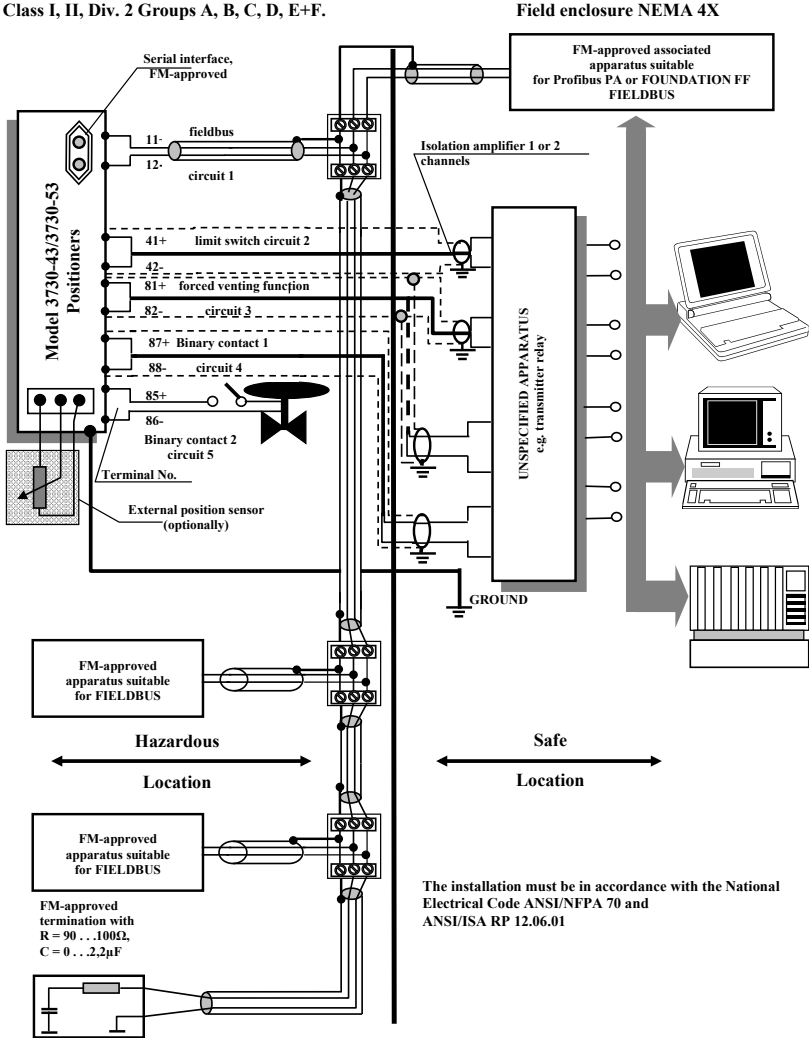 Class I, II, Div. 2 Groups A, B, C, D, E+F.
Field enclosure NEMA 4X
Serial interface,
FM-approved
FM-approved associated
apparatus suitable
for Profibus PA or FOUNDATION FF
FIELDBUS
Model 3730-43/3730-53
Positioners
11-
fieldbus
12-
circuit 1
Isolation amplifier 1 or 2
channels
41+ limit switch circuit 2
42-
81+ forced venting function
82- circuit 3
87+ Binary contact 1
88- circuit 4
85+
86-
Binary contact 2
circuit 5
Terminal No.
External position sensor
(optionally)
UNSPECIFIED APPARATUS
e.g. transmitter relay
GROUND
FM-approved
apparatus suitable
for FIELDBUS
Hazardous
Location
Safe
Location
FM-approved
apparatus suitable
for FIELDBUS
FM-approved
termination with
R = 90 . . .100Ω,
C = 0 . . .2,2µF
The installation must be in accordance with the National
Electrical Code ANSI/NFPA 70 and
ANSI/ISA RP 12.06.01